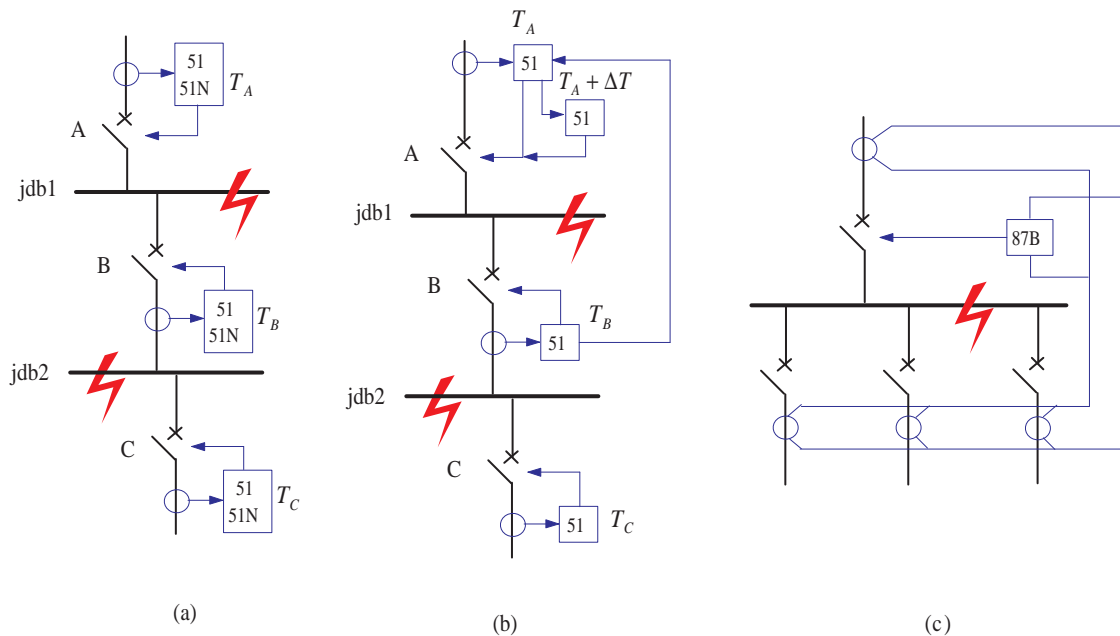 51
51N
T_A
A
jdb1
B
51
51N
T_B
jdb2
C
51
51N
T_C
(a)
T_A
51
T_A + ΔT
51
A
jdb1
B
51
T_B
jdb2
C
51
T_C
(b)
87B
(c)